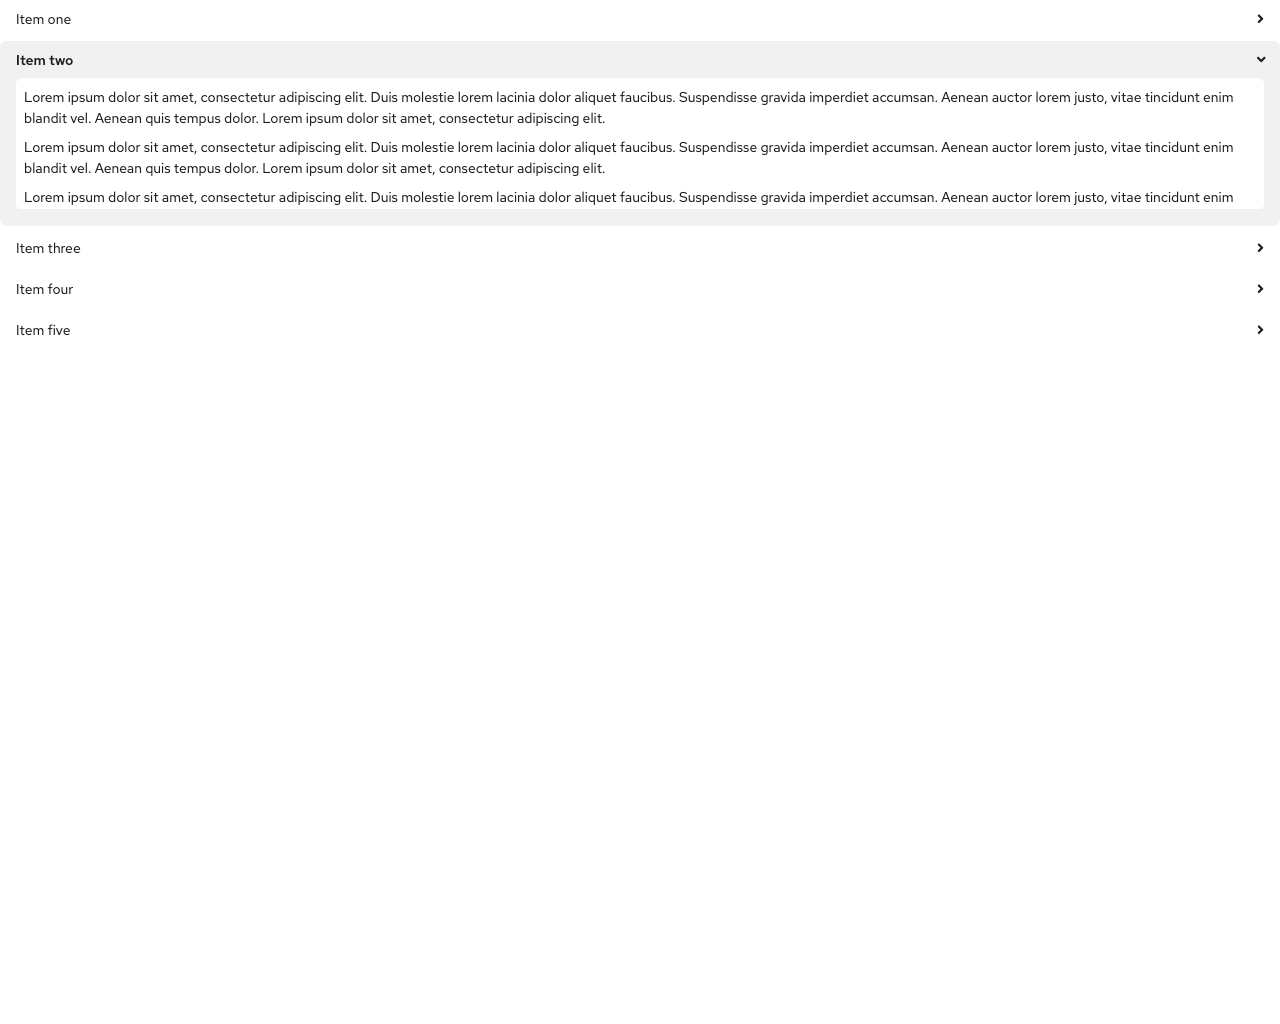 Item one
Item two
Lorem ipsum dolor sit amet, consectetur adipiscing elit. Duis molestie lorem lacinia dolor aliquet faucibus. Suspendisse gravida imperdiet accumsan. Aenean auctor lorem justo, vitae tincidunt enim
blandit vel. Aenean quis tempus dolor. Lorem ipsum dolor sit amet, consectetur adipiscing elit.
Lorem ipsum dolor sit amet, consectetur adipiscing elit. Duis molestie lorem lacinia dolor aliquet faucibus. Suspendisse gravida imperdiet accumsan. Aenean auctor lorem justo, vitae tincidunt enim
blandit vel. Aenean quis tempus dolor. Lorem ipsum dolor sit amet, consectetur adipiscing elit.
Lorem ipsum dolor sit amet, consectetur adipiscing elit. Duis molestie lorem lacinia dolor aliquet faucibus. Suspendisse gravida imperdiet accumsan. Aenean auctor lorem justo, vitae tincidunt enim
Item three
Item four
Item five